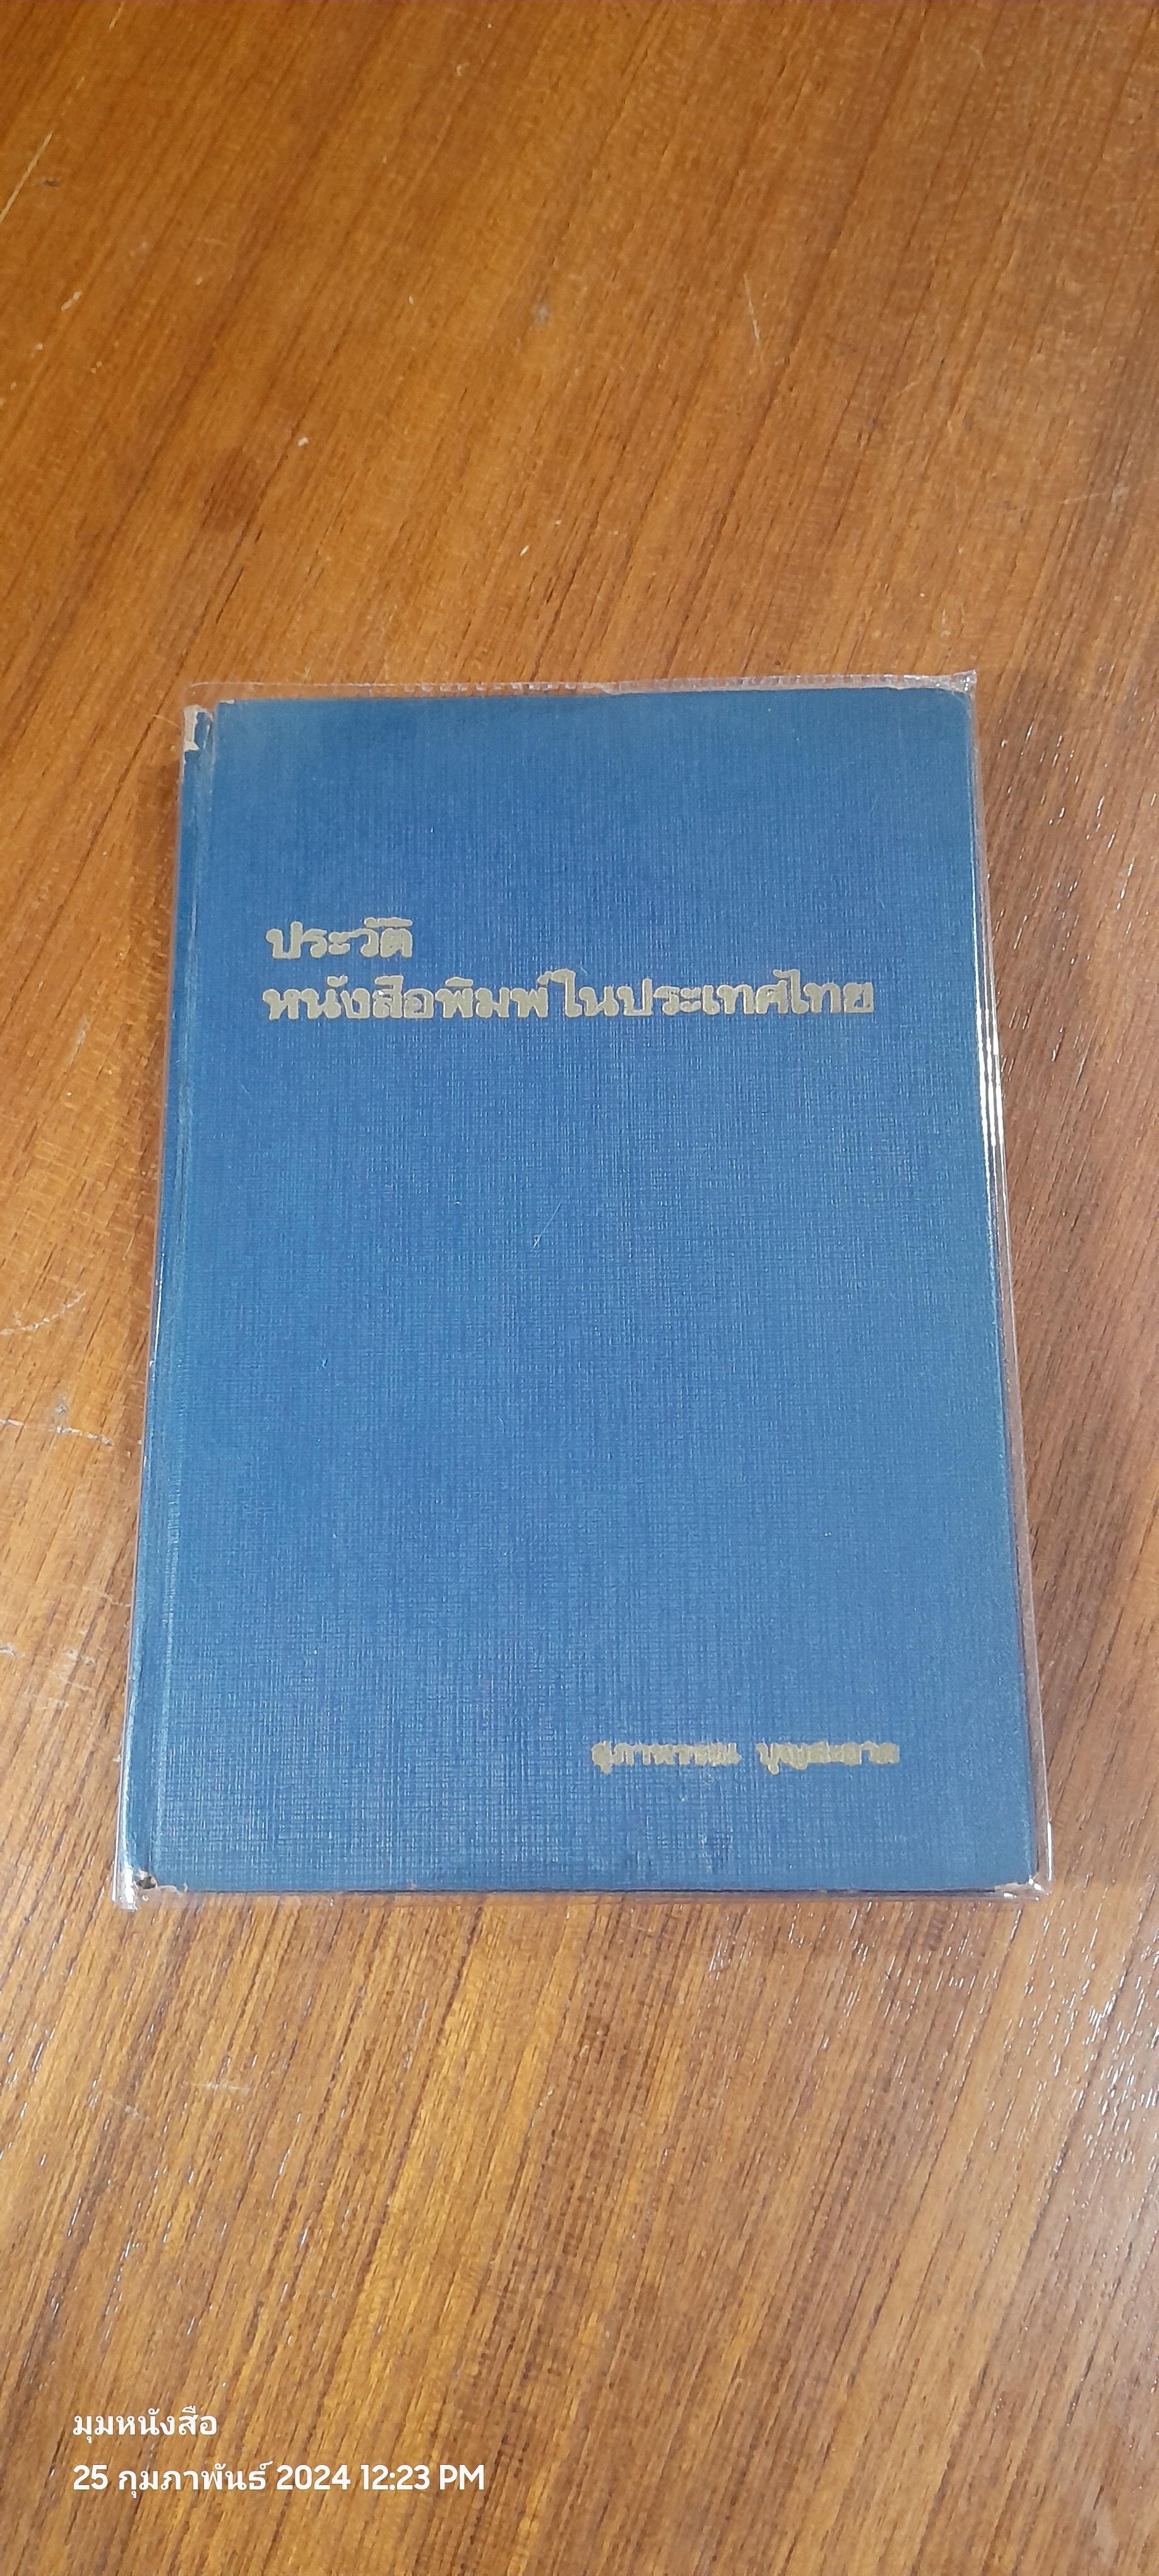 ประวัติ
หนังสือพิมพ์ในประเทศไทย
สุภาพรรณ บุญสะอาด
มุมหนังสือ
25 กุมภาพันธ์ 2024 12:23 PM